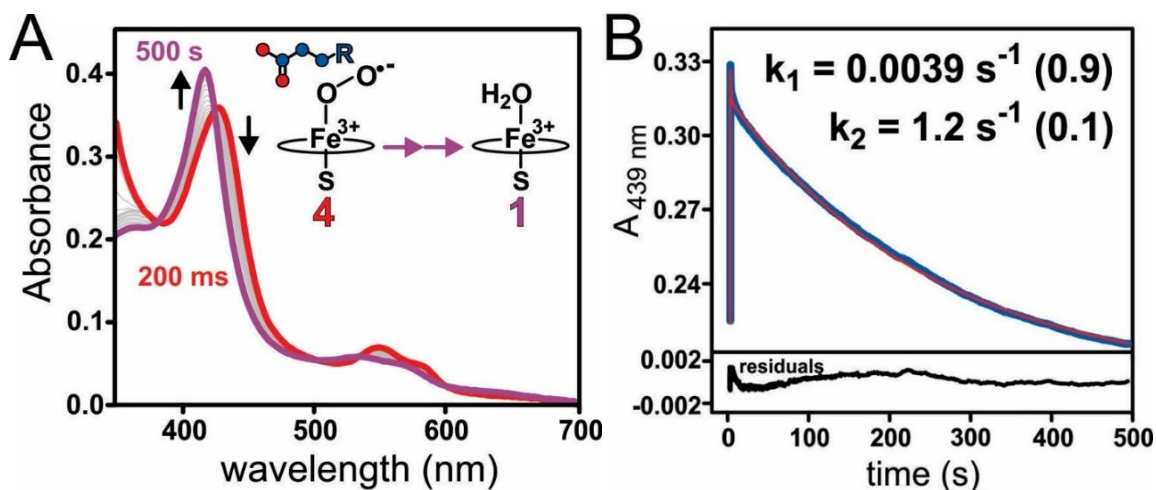 A
500 s
R
O
O•-
H2O
Fe3+
Fe3+
S
S
4
1
200 ms
Absorbance
0.4
0.3
0.2
0.1
0.0
400
500
600
700
wavelength (nm)
B
k1 = 0.0039 s-1 (0.9)
k2 = 1.2 s-1 (0.1)
A439 nm
0.33
0.30
0.27
0.24
0.002
-0.002
residuals
0
100
200
300
400
500
time (s)